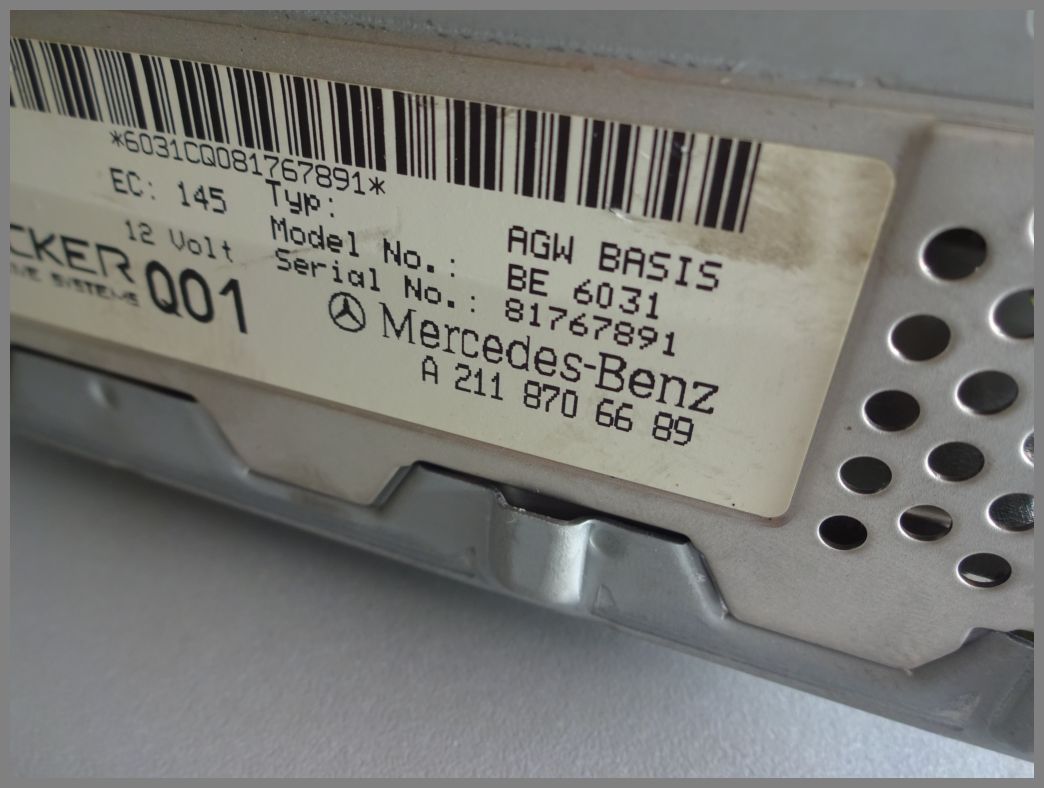 *6031CQ081767891*
EC: 145
12 Volt
CKER
Q01
Typ: AGW BASIS
Model No.: BE 6031
Serial No.: 81767891
Mercedes-Benz
A 211 870 66 89